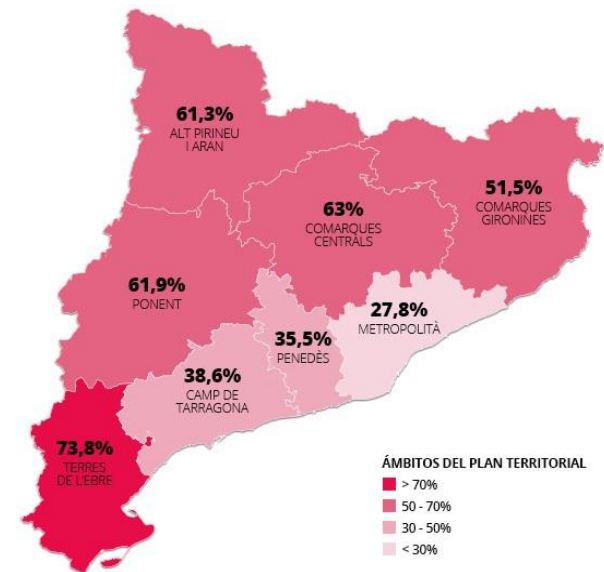 61,3%
ALT PIRINEU
I ARAN
51,5%
COMARQUES
GIRONINES
63%
COMARQUES
CENTRALS
61,9%
PONENT
27,8%
METROPOLITÀ
35,5%
PENEDÈS
38,6%
CAMP DE
TARRAGONA
73,8%
TERRES
DE L'EBRE
ÁMBITOS DEL PLAN TERRITORIAL
> 70%
50 - 70%
30 - 50%
< 30%